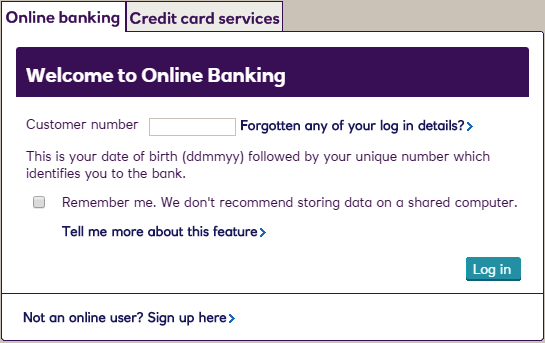 Online banking
Credit card services
Welcome to Online Banking
Customer number
Forgotten any of your log in details?
This is your date of birth (ddmmyy) followed by your unique number which
identifies you to the bank.
Remember me. We don't recommend storing data on a shared computer.
Tell me more about this feature
Log in
Not an online user? Sign up here